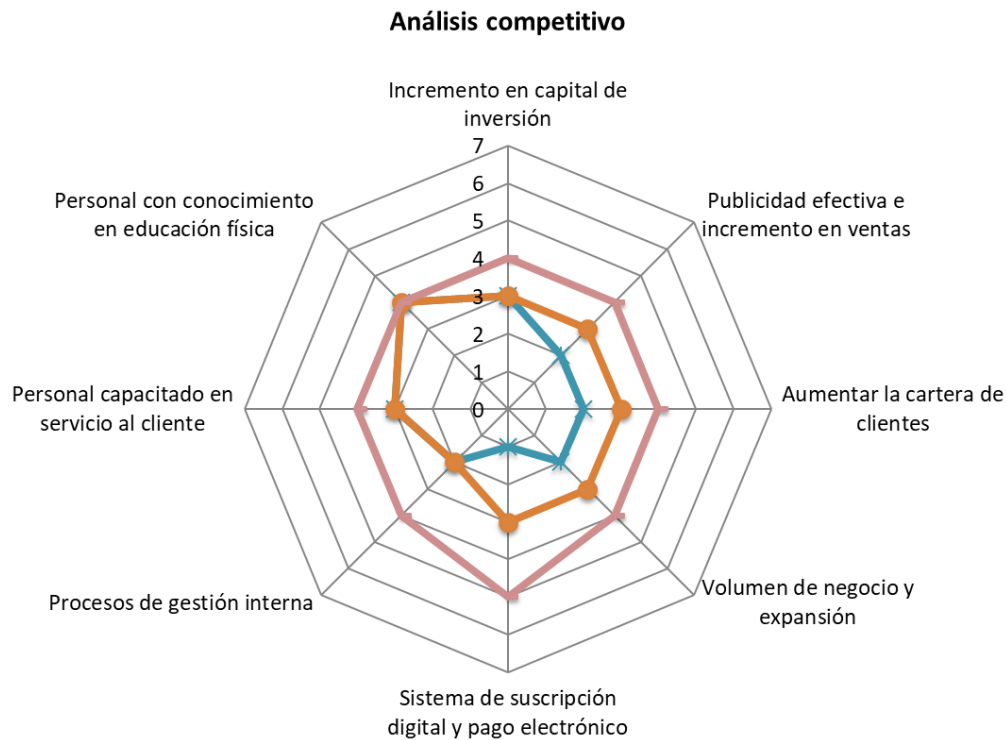 Análisis competitivo
Incremento en capital de
inversión
Publicidad efectiva e
incremento en ventas
Aumentar la cartera de
clientes
Volumen de negocio y
expansión
Sistema de suscripción
digital y pago electrónico
Procesos de gestión interna
Personal capacitado en
servicio al cliente
Personal con conocimiento
en educación física
7
6
5
4
3
2
1
0